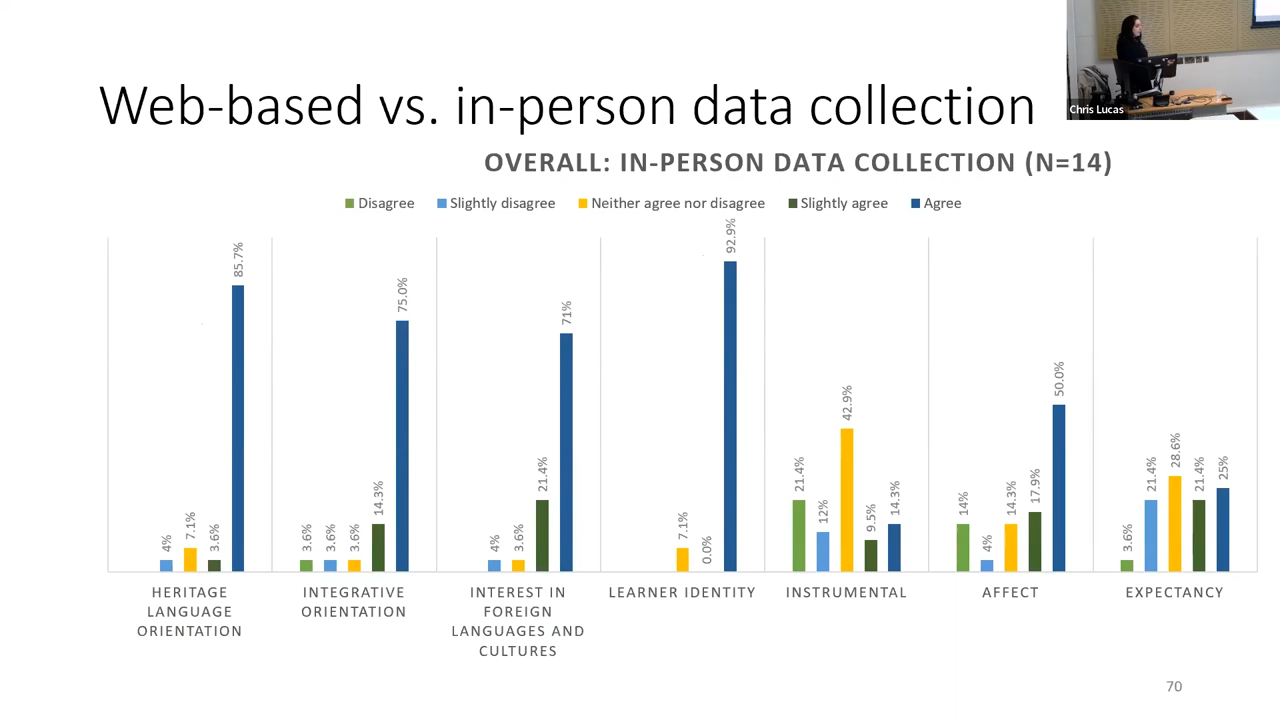 Web-based vs. in-person data collection
Chris Lucas
OVERALL: IN-PERSON DATA COLLECTION (N=14)
Disagree Slightly disagree Neither agree nor disagree Slightly agree Agree
4% 7.1% 3.6% 85.7%
3.6% 3.6% 3.6% 14.3% 75.0%
4% 3.6% 21.4% 71%
7.1% 0.0% 92.9%
21.4% 12% 42.9% 9.5% 14.3%
14% 4% 14.3% 17.9% 50.0%
3.6% 21.4% 28.6% 21.4% 25%
HERITAGE
LANGUAGE
ORIENTATION
INTEGRATIVE
ORIENTATION
INTEREST IN
FOREIGN
LANGUAGES AND
CULTURES
LEARNER IDENTITY
INSTRUMENTAL
AFFECT
EXPECTANCY
70